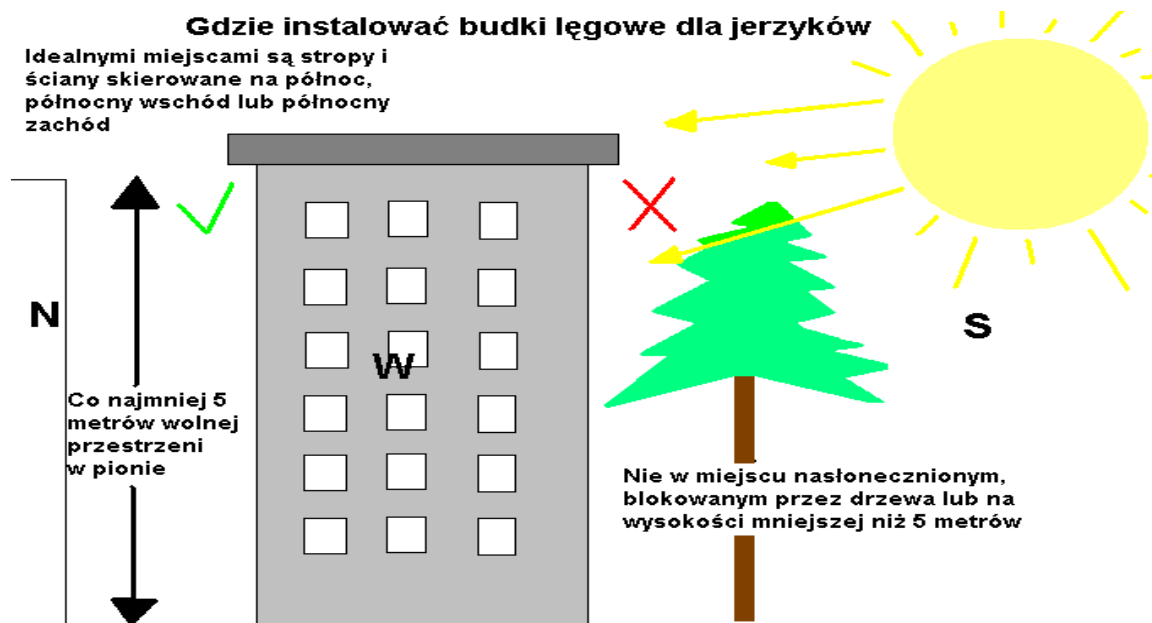 Gdzie instalować budki lęgowe dla jerzyków
Idealnymi miejscami są stropy i
ściany skierowane na północ,
północny wschód lub północny
zachód
N
S
W
Co najmniej 5
metrów wolnej
przestrzeni
w pionie
Nie w miejscu nasłonecznionym,
blokowanym przez drzewa lub na
wysokości mniejszej niż 5 metrów